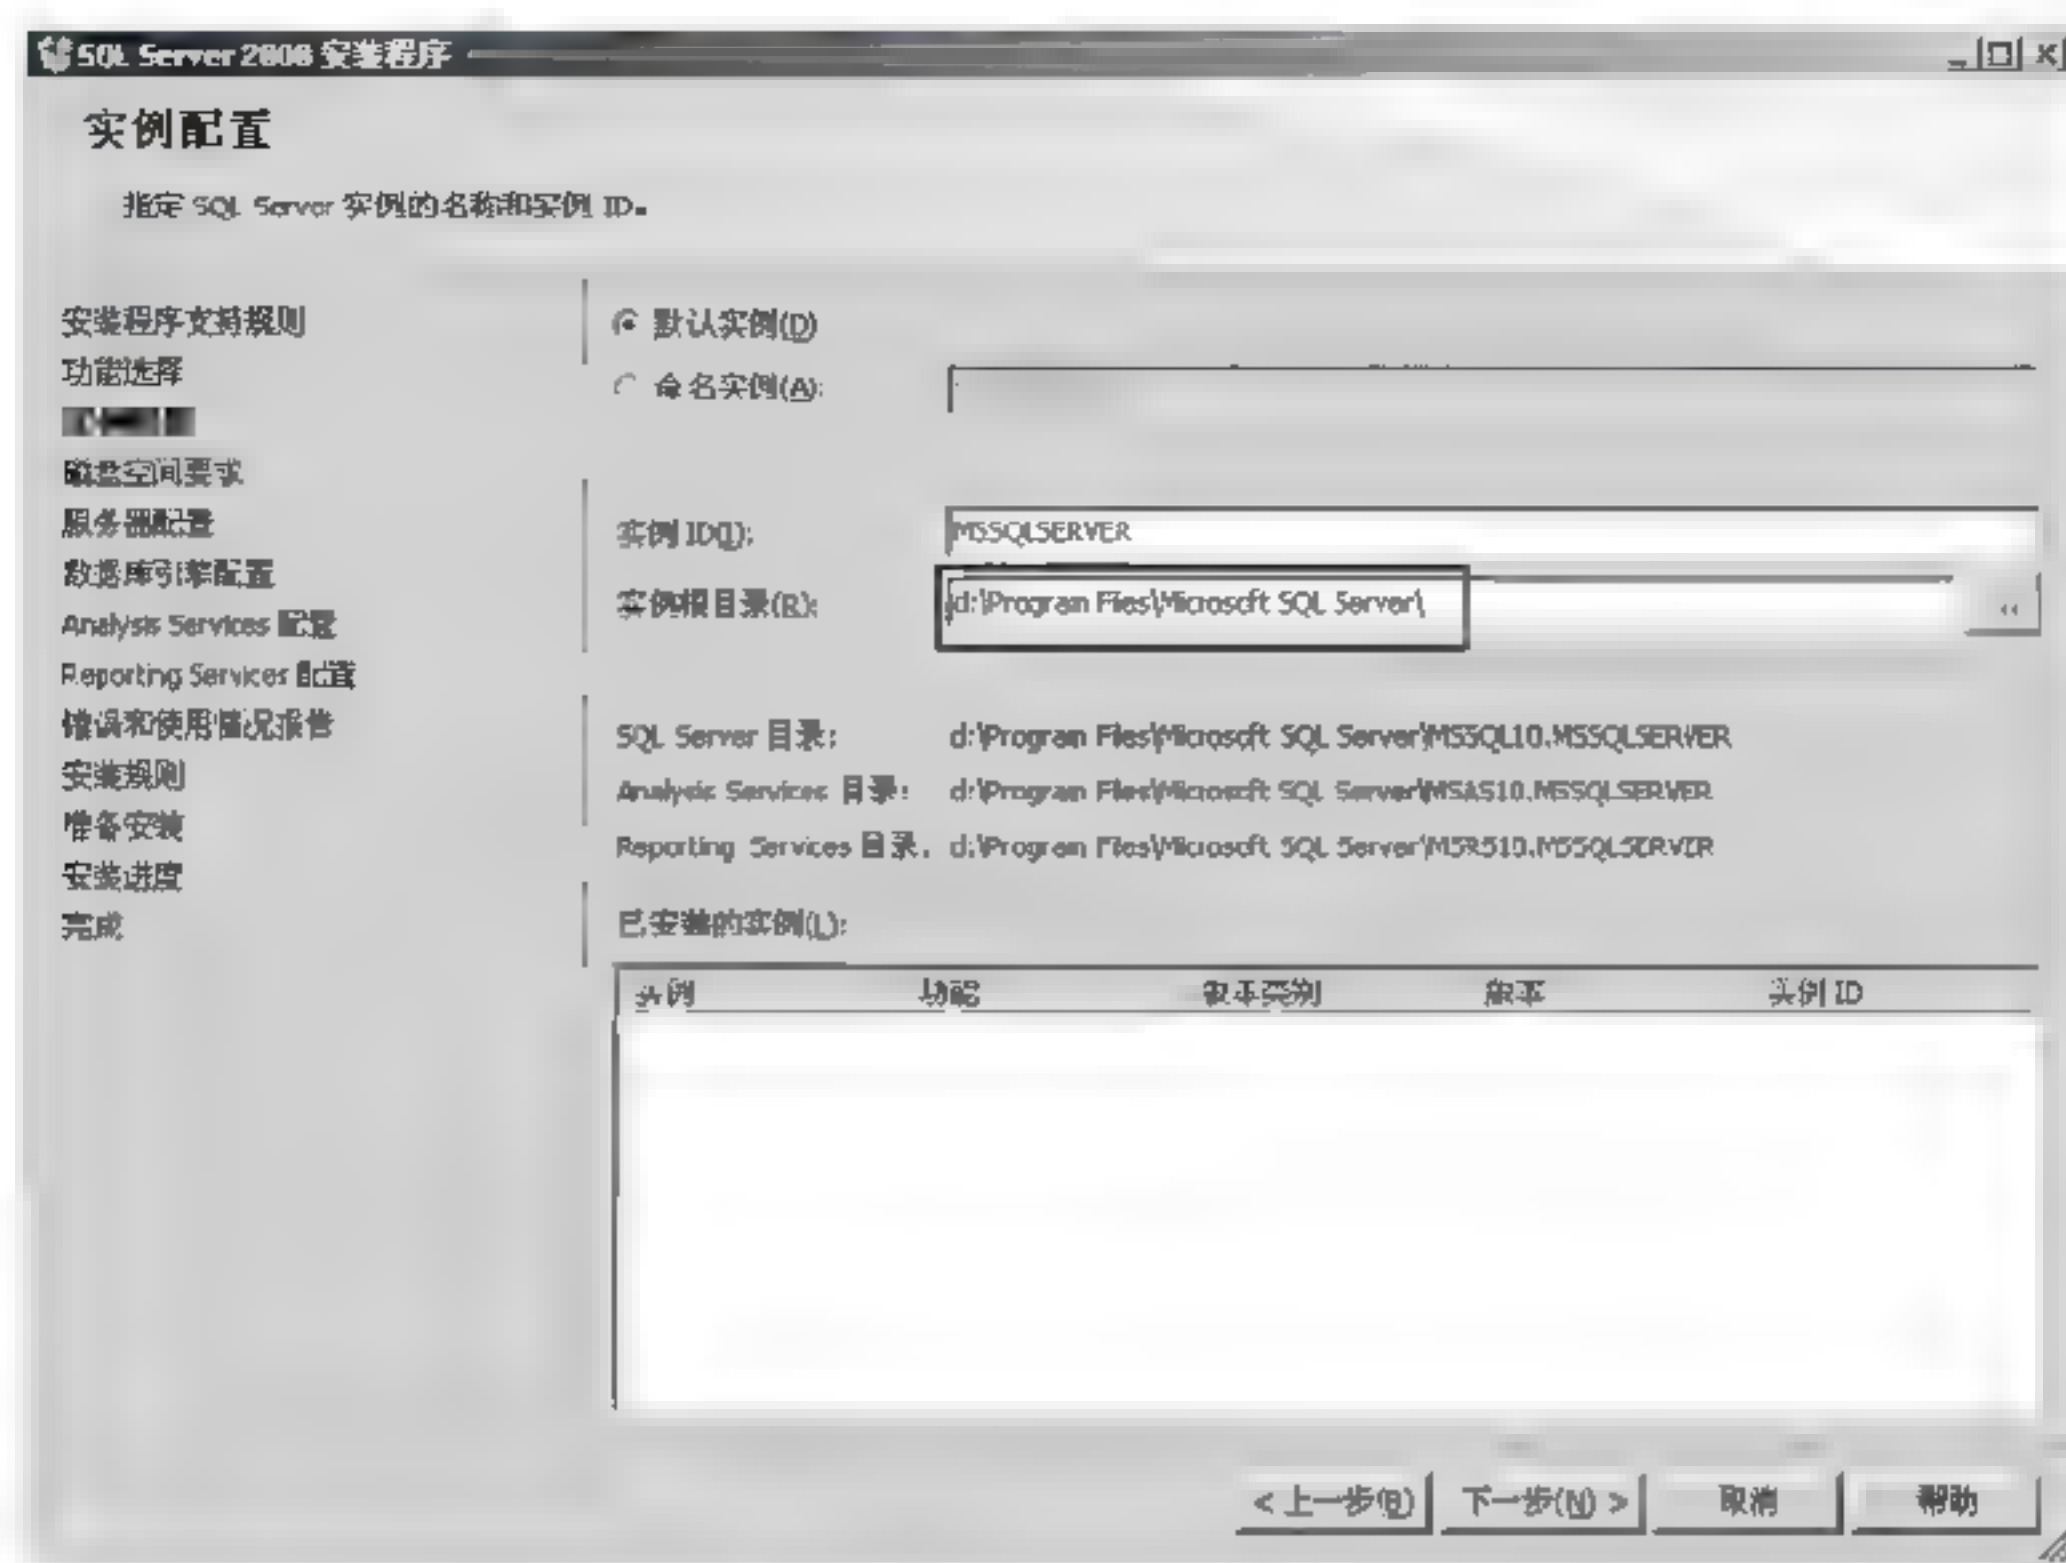 SQL Server 2008 安装程序
实例配置
指定 SQL Server 实例的名称和实例 ID。
安装程序支持规则
功能选择
磁盘空间要求
服务器配置
数据库引擎配置
Analysis Services 配置
Reporting Services 配置
错误和使用情况报告
安装规则
准备安装
安装进度
完成
默认实例(D)
命名实例(A):
实例 ID(I): MSSQLSERVER
实例根目录(R): d:\Program Files\Microsoft SQL Server\
SQL Server 目录: d:\Program Files\Microsoft SQL Server\MSSQL10.MSSQLSERVER
Analysis Services 目录: d:\Program Files\Microsoft SQL Server\MSAS10.MSSQLSERVER
Reporting Services 目录: d:\Program Files\Microsoft SQL Server\MSRS10.MSSQLSERVER
已安装的实例(L):
实例 功能 版本类别 版本 实例 ID
< 上一步(B) 下一步(N) > 取消 帮助